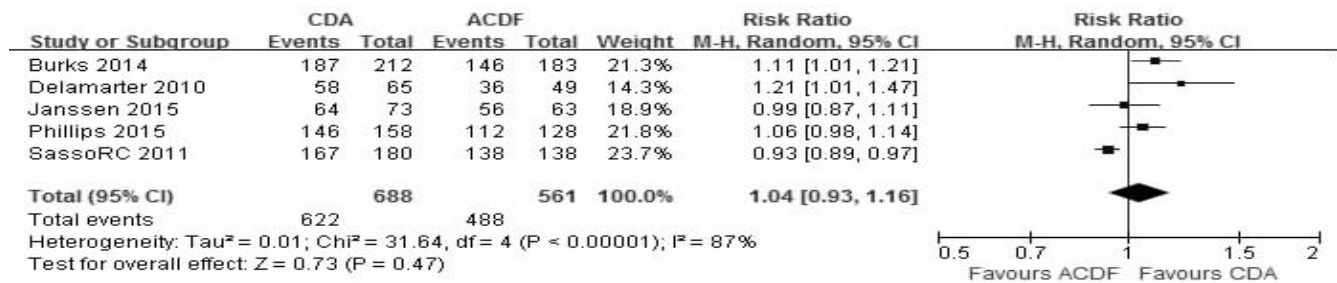 CDA ACDF Risk Ratio Risk Ratio
Study or Subgroup Events Total Events Total Weight M-H, Random, 95% CI M-H, Random, 95% CI
Burks 2014 187 212 146 183 21.3% 1.11 [1.01, 1.21]
Delamarter 2010 58 65 36 49 14.3% 1.21 [1.01, 1.47]
Janssen 2015 64 73 56 63 18.9% 0.99 [0.87, 1.11]
Phillips 2015 146 158 112 128 21.8% 1.06 [0.98, 1.14]
SassoRC 2011 167 180 138 138 23.7% 0.93 [0.89, 0.97]
Total (95% CI) 688 561 100.0% 1.04 [0.93, 1.16]
Total events 622 488
Heterogeneity: Tau² = 0.01; Chi² = 31.64, df = 4 (P < 0.00001); I² = 87%
Test for overall effect: Z = 0.73 (P = 0.47)
0.5 0.7 1 1.5 2
Favours ACDF Favours CDA